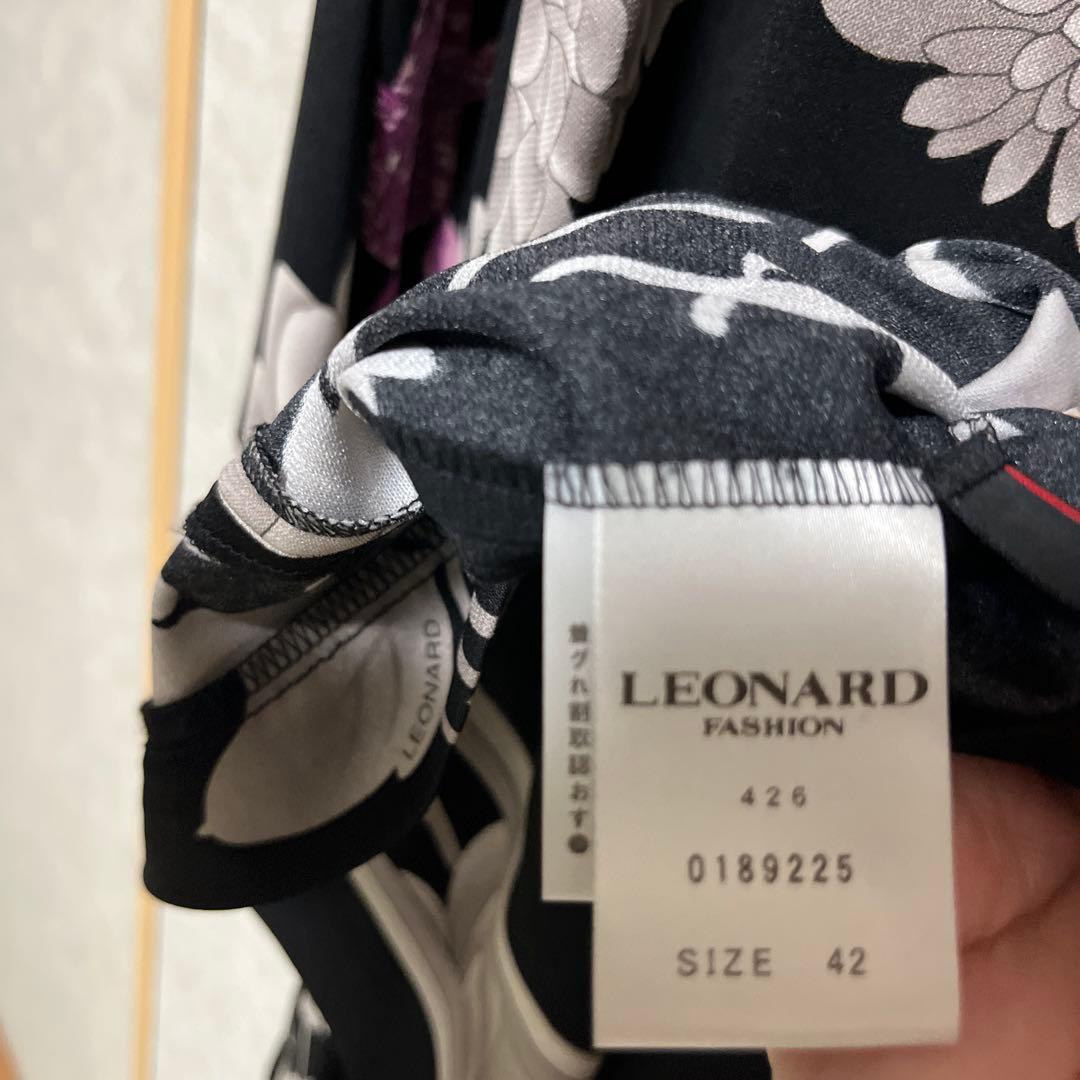 LEONARD
FASHION
426
0189225
SIZE 42
LEONARD